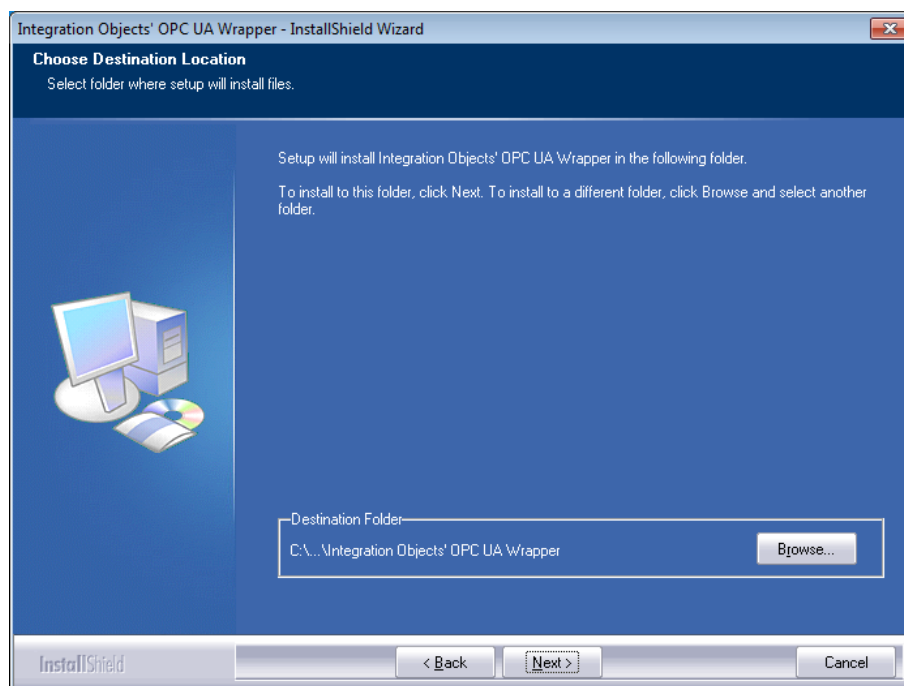 Integration Objects' OPC UA Wrapper - InstallShield Wizard
Choose Destination Location
Select folder where setup will install files.
Setup will install Integration Objects' OPC UA Wrapper in the following folder.
To install to this folder, click Next. To install to a different folder, click Browse and select another
folder.
Destination Folder
C:\...\Integration Objects' OPC UA Wrapper
Browse...
InstallShield
< Back
Next >
Cancel